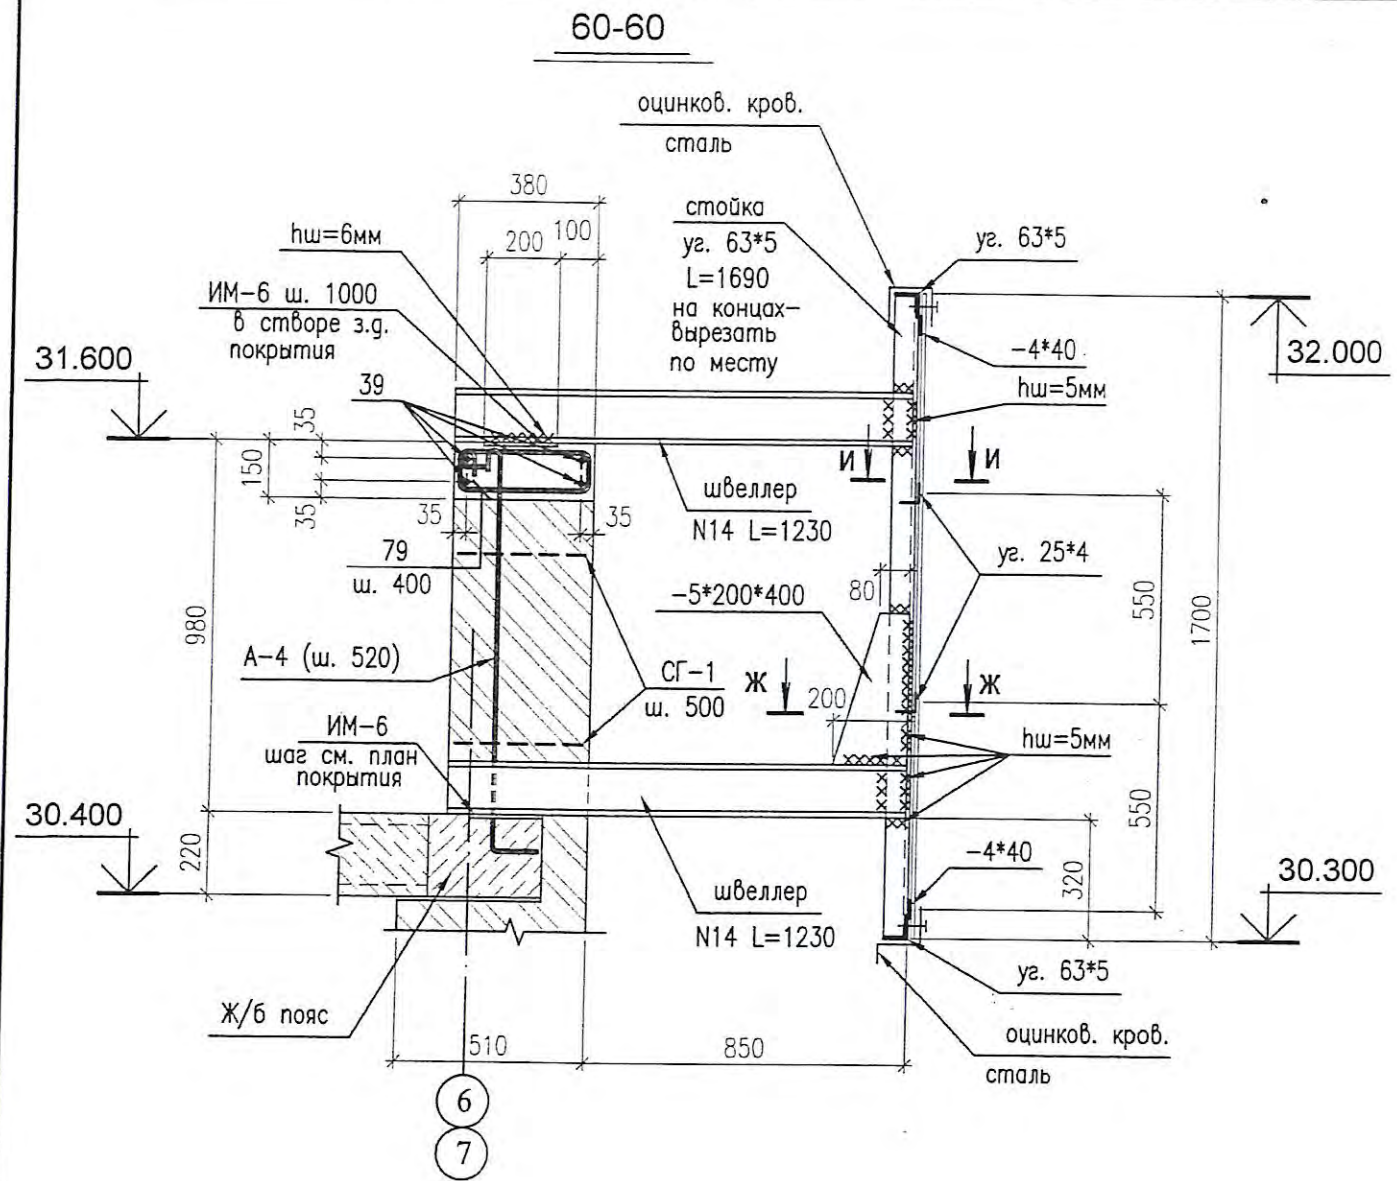 60-60
оцинков. кров.
сталь
380
200
100
hш=6мм
ИМ-6 ш. 1000
в створе з.д.
покрытия
стойка
уг. 63*5
L=1690
на концах-
вырезать
по месту
уг. 63*5
-4*40
32.000
31.600
hш=5мм
39
35
150
35
И
И
швеллер
N14 L=1230
35
35
79
ш. 400
уг. 25*4
80
-5*200*400
550
1700
980
А-4 (ш. 520)
СГ-1
ш. 500
Ж
Ж
200
ИМ-6
шаг см. план
покрытия
hш=5мм
550
30.400
220
-4*40
320
30.300
швеллер
N14 L=1230
уг. 63*5
Ж/б пояс
510
850
оцинков. кров.
сталь
6
7